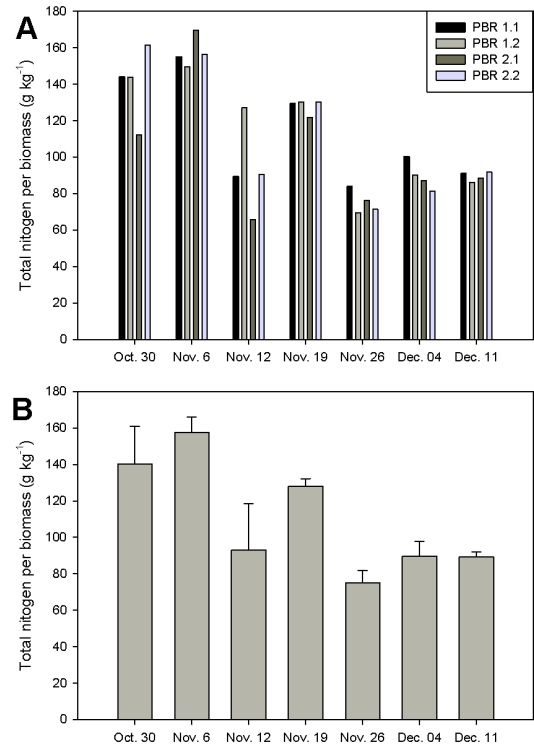 A
Total nitogen per biomass (g kg⁻¹)
180
160
140
120
100
80
60
40
20
0
PBR 1.1
PBR 1.2
PBR 2.1
PBR 2.2
Oct. 30 Nov. 6 Nov. 12 Nov. 19 Nov. 26 Dec. 04 Dec. 11
B
Total nitogen per biomass (g kg⁻¹)
180
160
140
120
100
80
60
40
20
0
Oct. 30 Nov. 6 Nov. 12 Nov. 19 Nov. 26 Dec. 04 Dec. 11